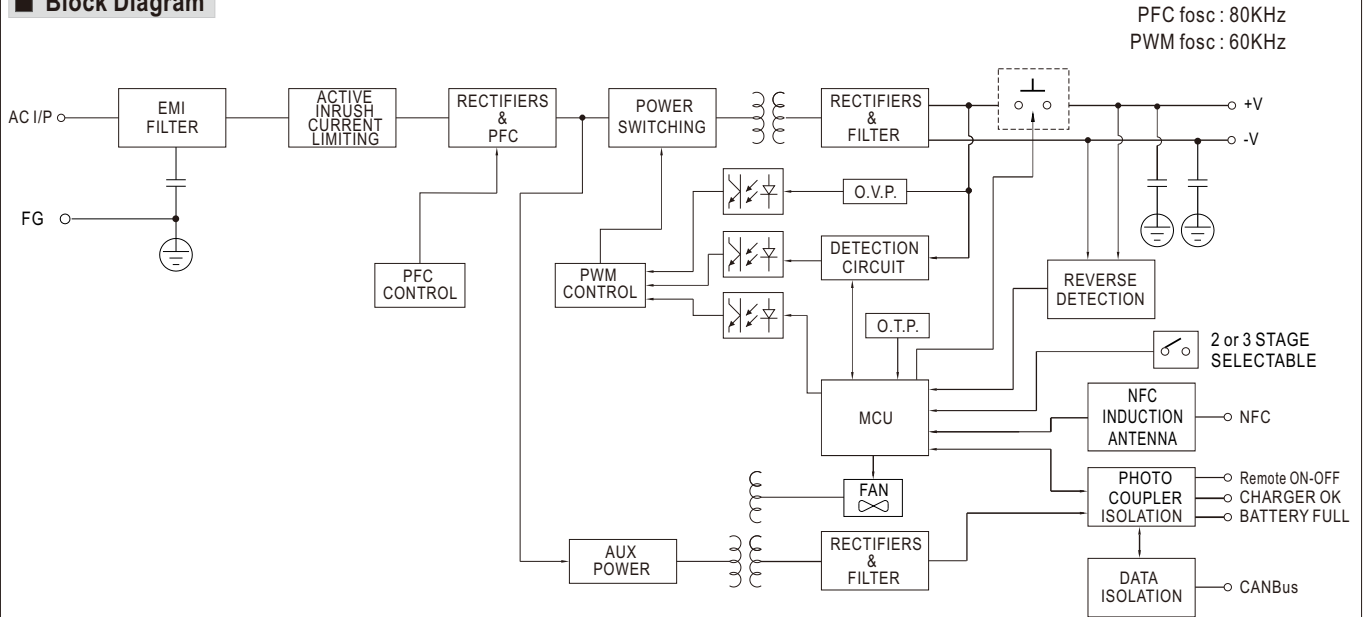 ■ Block Diagram
PFC fosc : 80KHz
PWM fosc : 60KHz
AC I/P
EMI
FILTER
ACTIVE
INRUSH
CURRENT
LIMITING
RECTIFIERS
&
PFC
POWER
SWITCHING
RECTIFIERS
&
FILTER
+V
-V
FG
O.V.P.
DETECTION
CIRCUIT
PFC
CONTROL
PWM
CONTROL
REVERSE
DETECTION
O.T.P.
2 or 3 STAGE
SELECTABLE
MCU
NFC
INDUCTION
ANTENNA
NFC
FAN
PHOTO
COUPLER
ISOLATION
Remote ON-OFF
CHARGER OK
BATTERY FULL
AUX
POWER
RECTIFIERS
&
FILTER
DATA
ISOLATION
CANBus